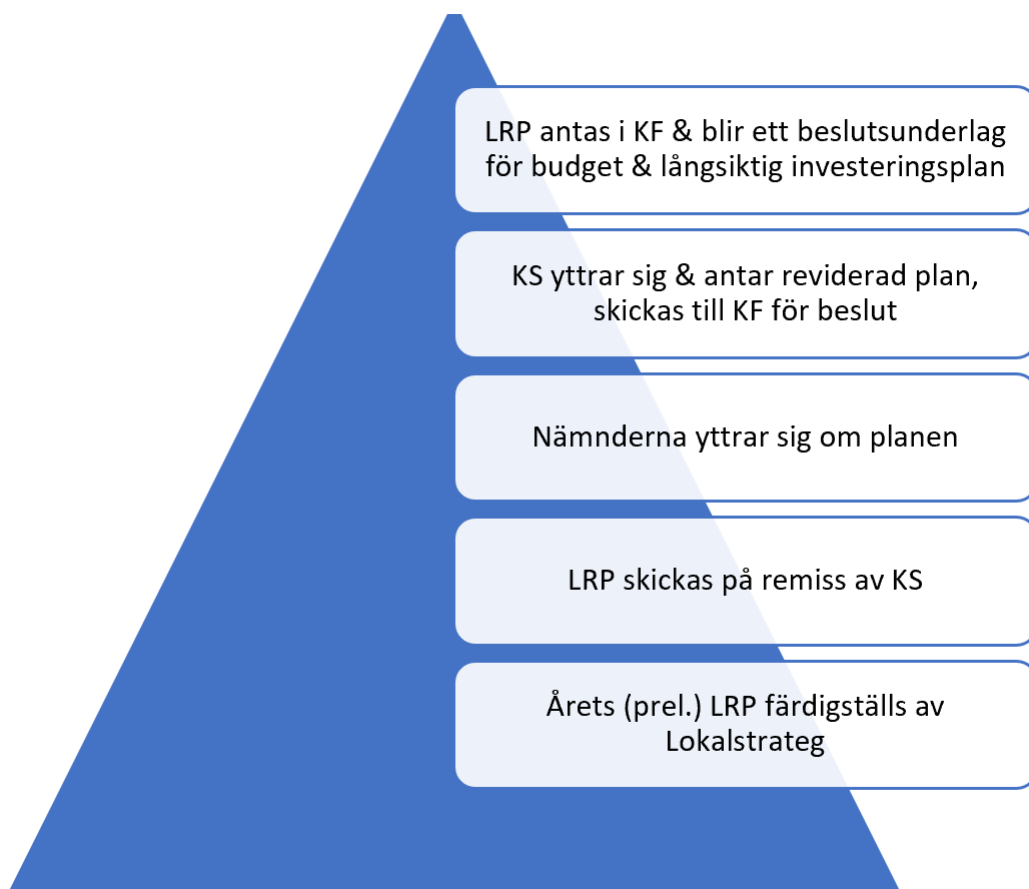 LRP antas i KF & blir ett beslutsunderlag
för budget & långsiktig investeringsplan
KS yttrar sig & antar reviderad plan,
skickas till KF för beslut
Nämnderna yttrar sig om planen
LRP skickas på remiss av KS
Årets (prel.) LRP färdigställs av
Lokalstrateg